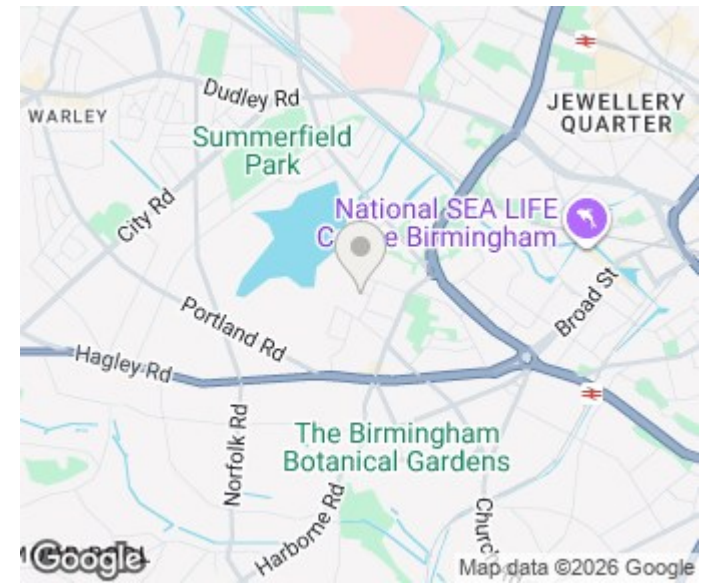 Dudley Rd
WARLEY
JEWELLERY
QUARTER
Summerfield
Park
City Rd
National SEA LIFE
Birmingham
Broad St
Portland Rd
Hagley Rd
Norfolk Rd
The Birmingham
Botanical Gardens
Harborne Rd
Google
Map data ©2026 Google